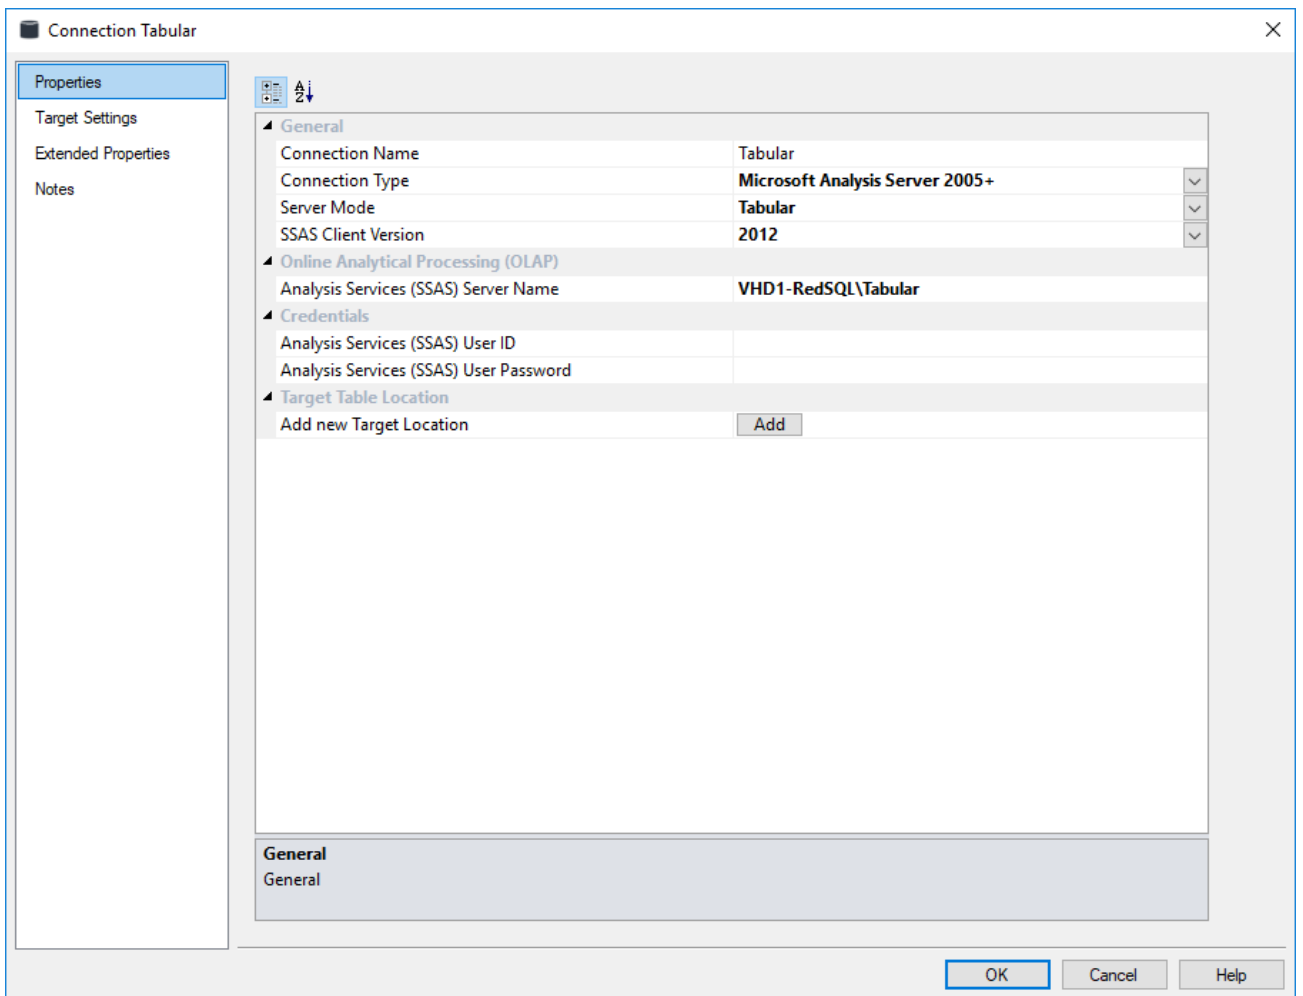 Connection Tabular
Properties
Target Settings
Extended Properties
Notes
General
Connection Name Tabular
Connection Type Microsoft Analysis Server 2005+
Server Mode Tabular
SSAS Client Version 2012
Online Analytical Processing (OLAP)
Analysis Services (SSAS) Server Name VHD1-RedSQL\Tabular
Credentials
Analysis Services (SSAS) User ID
Analysis Services (SSAS) User Password
Target Table Location
Add new Target Location Add
General
General
OK Cancel Help